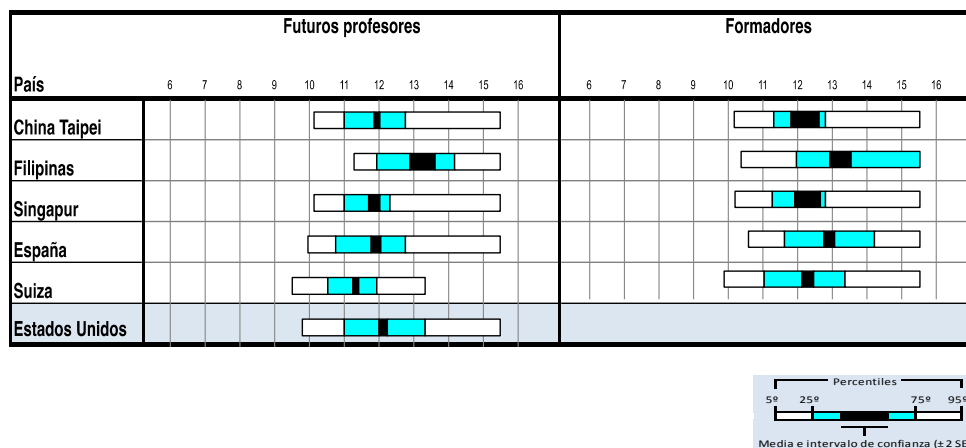 Futuros profesores Formadores
País 6 7 8 9 10 11 12 13 14 15 16 6 7 8 9 10 11 12 13 14 15 16
China Taipei
Filipinas
Singapur
España
Suiza
Estados Unidos
Percentiles
5º 25º 75º 95º
Media e intervalo de confianza (± 2 SE